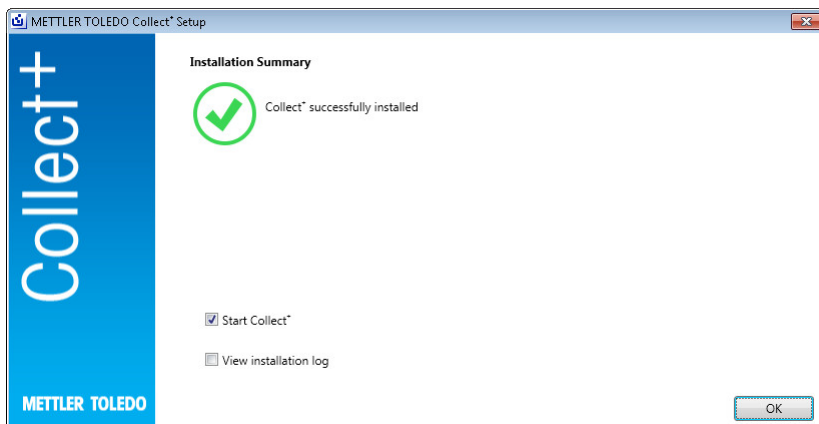 METTLER TOLEDO Collect⁺ Setup
Collect⁺
Installation Summary
Collect⁺ successfully installed
Start Collect⁺
View installation log
METTLER TOLEDO
OK